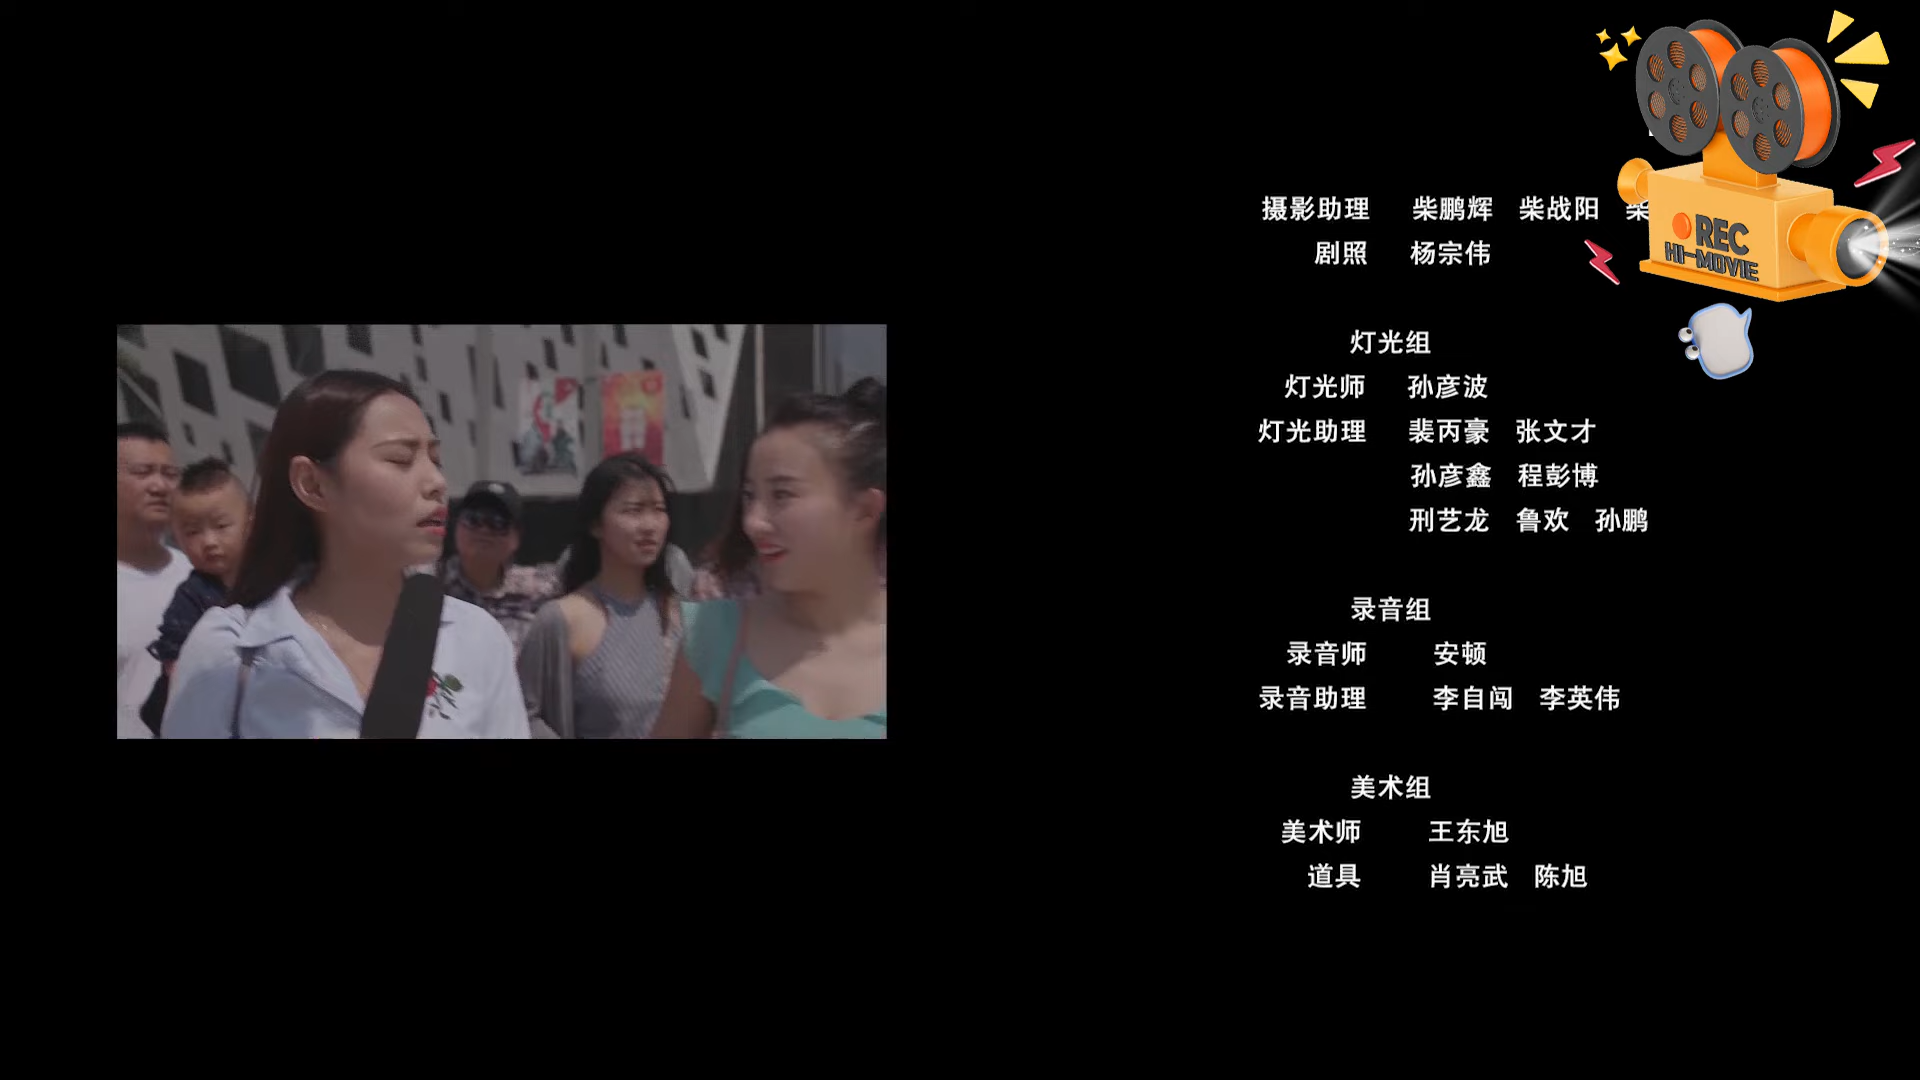 摄影助理 柴鹏辉 柴战阳 柴
剧照 杨宗伟
REC
HI-MOVIE
灯光组
灯光师 孙彦波
灯光助理 裴丙豪 张文才
孙彦鑫 程彭博
刑艺龙 鲁欢 孙鹏
录音组
录音师 安顿
录音助理 李自闯 李英伟
美术组
美术师 王东旭
道具 肖亮武 陈旭